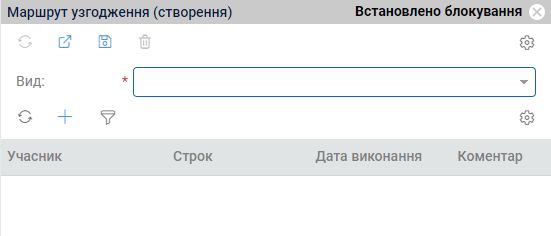 Маршрут узгодження (створення) Встановлено блокування
Вид: *
Учасник Строк Дата виконання Коментар